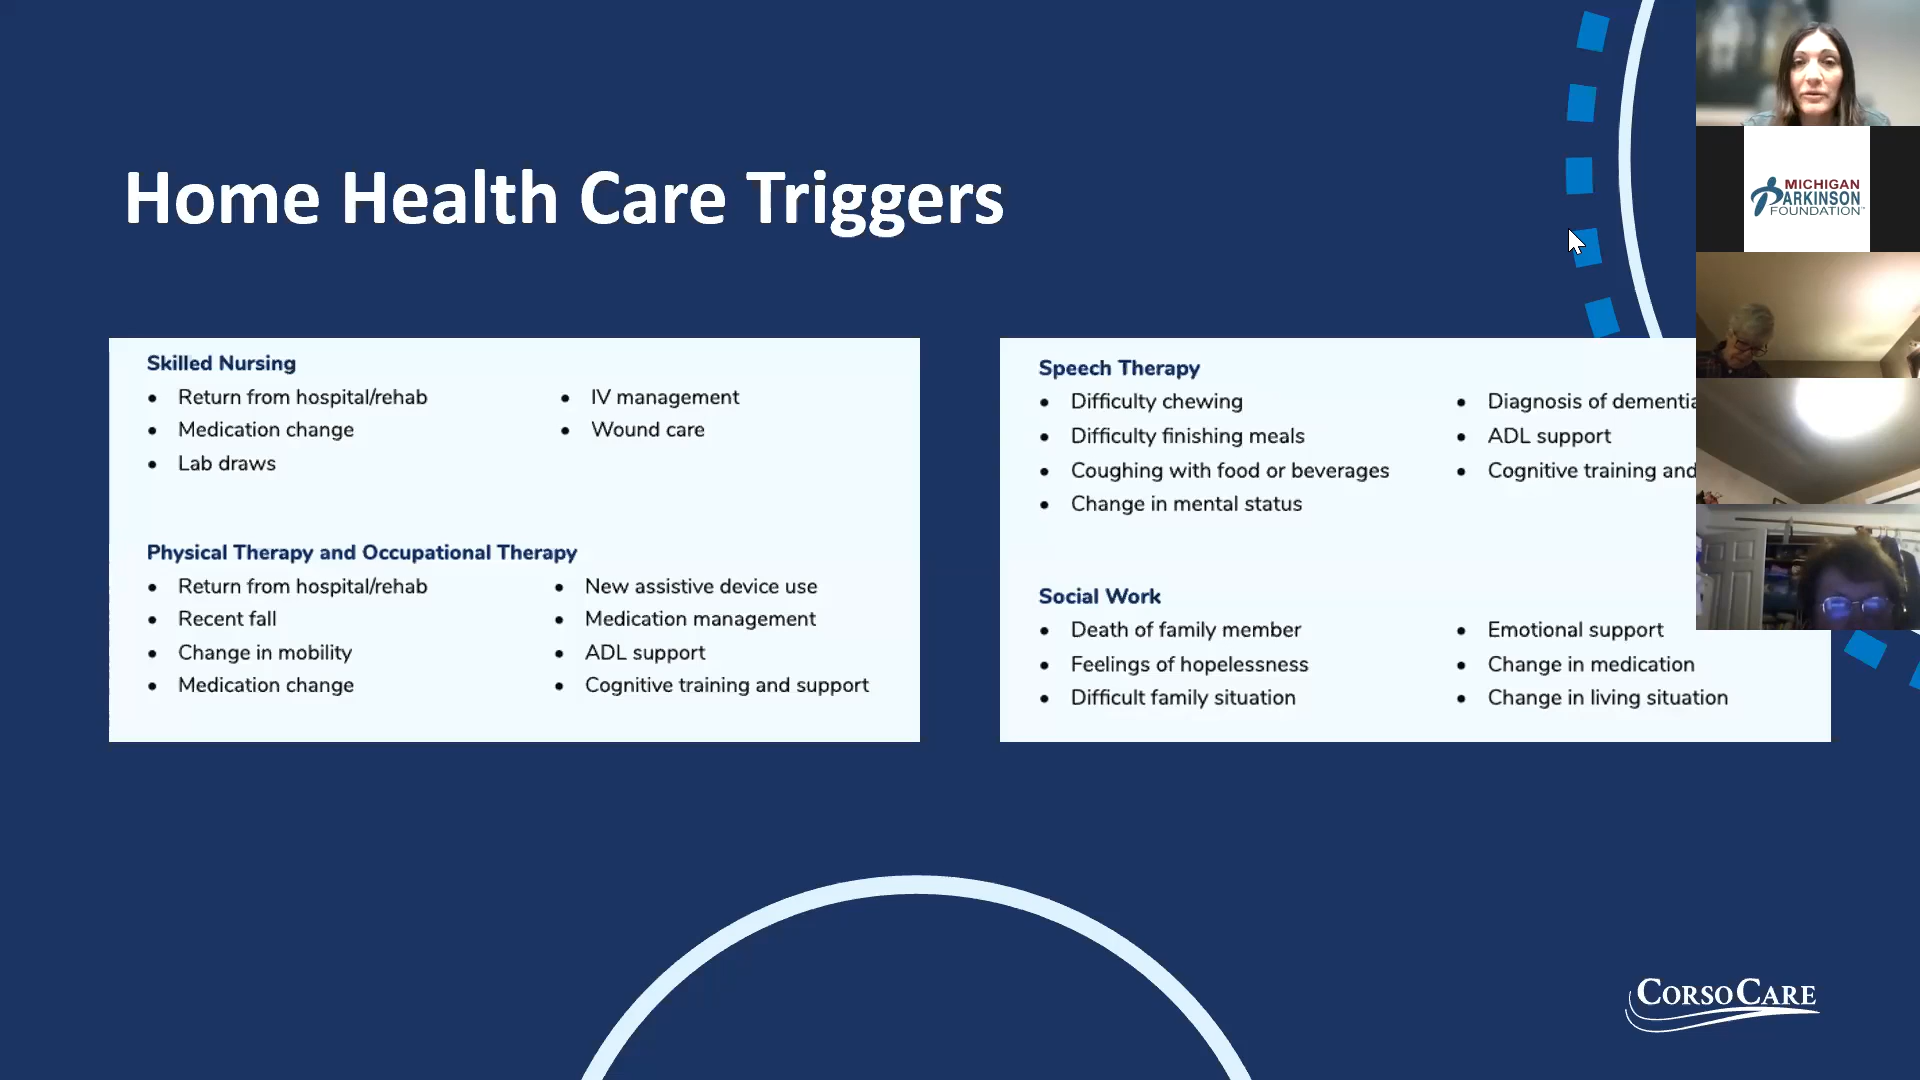 Home Health Care Triggers
Skilled Nursing
• Return from hospital/rehab
• Medication change
• Lab draws
• IV management
• Wound care
Physical Therapy and Occupational Therapy
• Return from hospital/rehab
• Recent fall
• Change in mobility
• Medication change
• New assistive device use
• Medication management
• ADL support
• Cognitive training and support
Speech Therapy
• Difficulty chewing
• Difficulty finishing meals
• Coughing with food or beverages
• Change in mental status
• Diagnosis of dementia
• ADL support
• Cognitive training and
Social Work
• Death of family member
• Feelings of hopelessness
• Difficult family situation
• Emotional support
• Change in medication
• Change in living situation
MICHIGAN
PARKINSON
FOUNDATION
CORSOCARE